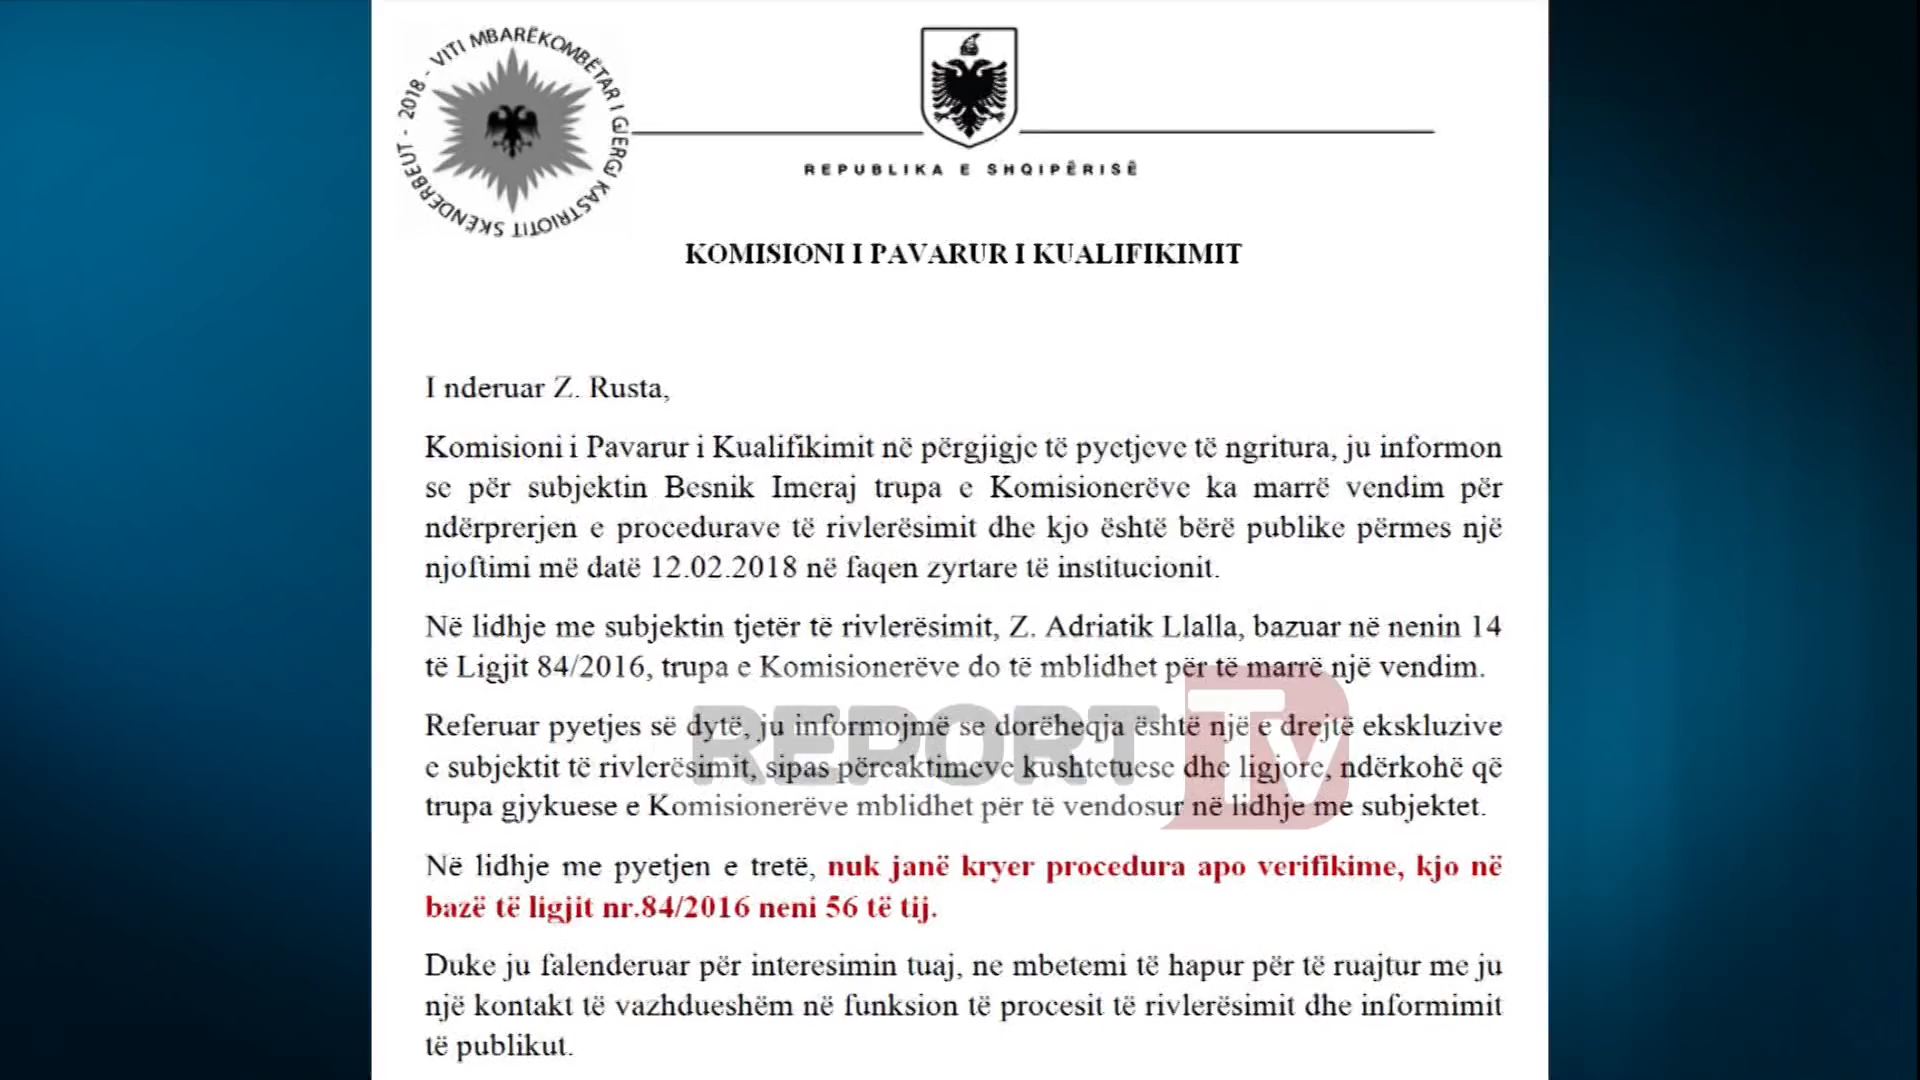 2018 - VITI MBARËKOMBËTAR I GJERGJ KASTRIOTIT SKËNDERBEUT -
REPUBLIKA E SHQIPËRISË
KOMISIONI I PAVARUR I KUALIFIKIMIT
I nderuar Z. Rusta,
Komisioni i Pavarur i Kualifikimit në përgjigje të pyetjeve të ngritura, ju informon
se për subjektin Besnik Imeraj trupa e Komisionerëve ka marrë vendim për
ndërprerjen e procedurave të rivlerësimit dhe kjo është bërë publike përmes një
njoftimi më datë 12.02.2018 në faqen zyrtare të institucionit.
Në lidhje me subjektin tjetër të rivlerësimit, Z. Adriatik Llalla, bazuar në nenin 14
të Ligjit 84/2016, trupa e Komisionerëve do të mblidhet për të marrë një vendim.
Referuar pyetjes së dytë, ju informojmë se dorëheqja është një e drejtë ekskluzive
e subjektit të rivlerësimit, sipas përcaktimeve kushtetuese dhe ligjore, ndërkohë që
trupa gjykuese e Komisionerëve mblidhet për të vendosur në lidhje me subjektet.
REPORT TV
Në lidhje me pyetjen e tretë, nuk janë kryer procedura apo verifikime, kjo në
bazë të ligjit nr.84/2016 neni 56 të tij.
Duke ju falenderuar për interesimin tuaj, ne mbetemi të hapur për të ruajtur me ju
një kontakt të vazhdueshëm në funksion të procesit të rivlerësimit dhe informimit
të publikut.